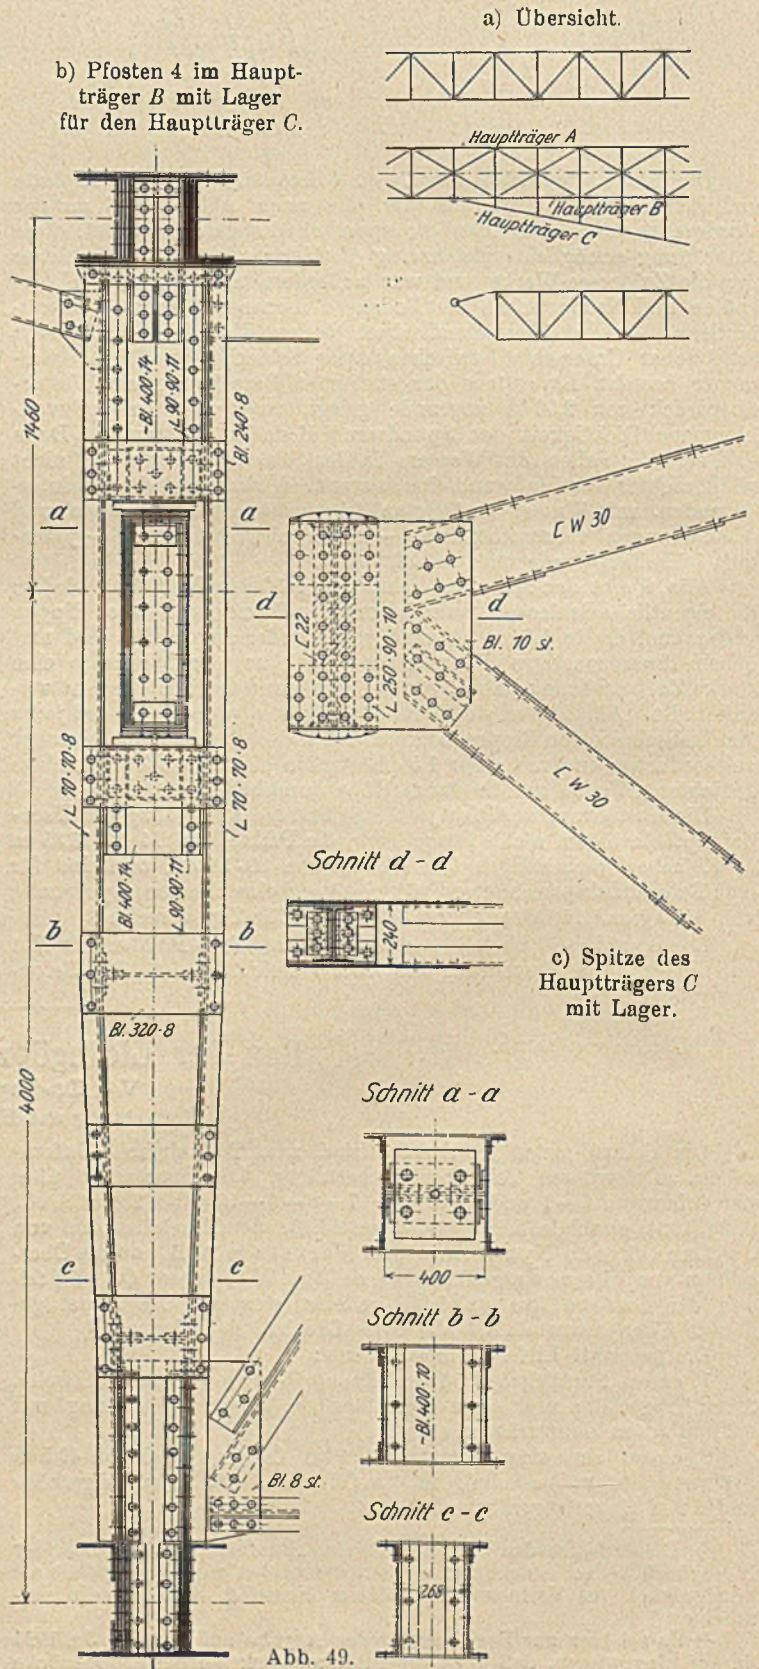 a) Übersicht.
b) Pfosten 4 im Haupt-
träger B mit Lager
für den Hauptträger C.
Hauptträger A
Hauptträger B
Hauptträger C
1460
-Bl. 400·14
L 90·90·11
Bl. 240·8
a
a
d
d
C W 30
C 22
L 250·90·10
Bl. 10 st.
C W 30
L 70·70·8
L 70·70·8
Bl. 400·14
L 90·90·11
Schnitt d-d
240
b
b
c) Spitze des
Hauptträgers C
mit Lager.
Bl. 320·8
4000
Schnitt a-a
400
c
c
Schnitt b-b
-Bl. 400·10
Bl. 8 st.
Schnitt c-c
268
Abb. 49.